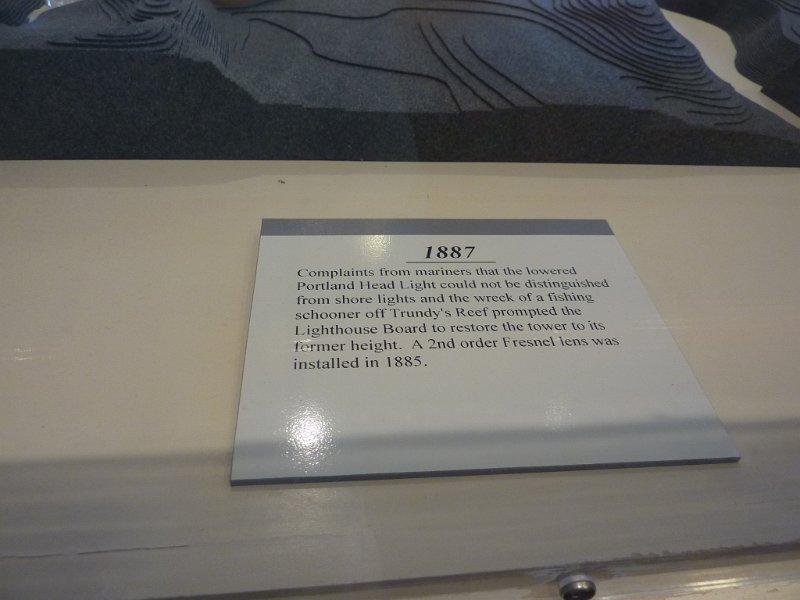 1887
Complaints from mariners that the lowered
Portland Head Light could not be distinguished
from shore lights and the wreck of a fishing
schooner off Trundy's Reef prompted the
Lighthouse Board to restore the tower to its
former height. A 2nd order Fresnel lens was
installed in 1885.